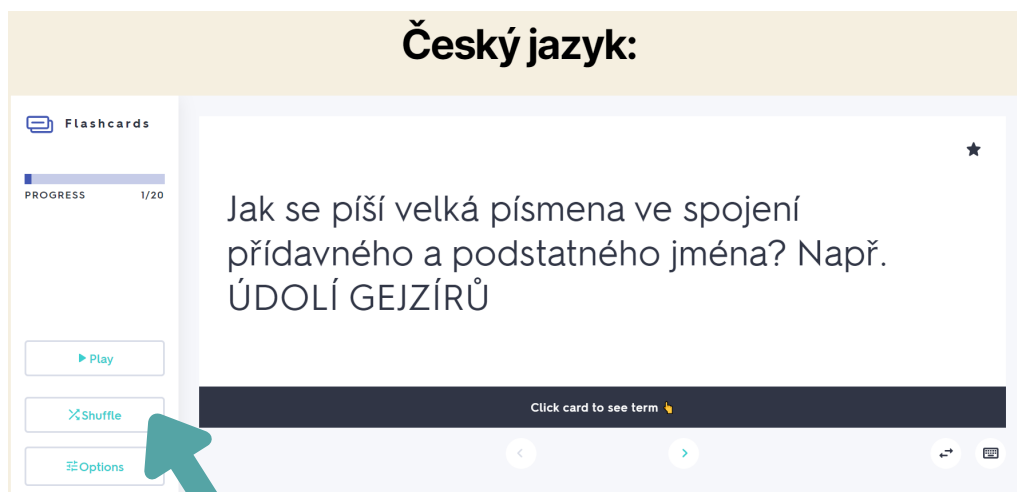 Český jazyk:
Flashcards
PROGRESS 1/20
Jak se píší velká písmena ve spojení
přídavného a podstatného jména? Např.
ÚDOLÍ GEJZÍRŮ
Play
Shuffle
Options
Click card to see term